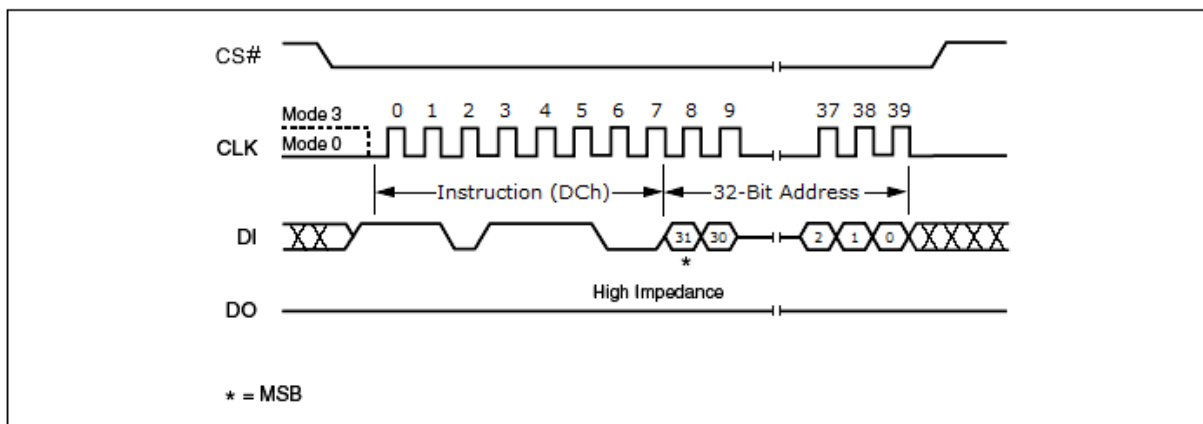 CS#
Mode 3
0 1 2 3 4 5 6 7 8 9 37 38 39
CLK
Mode 0
Instruction (DCh) 32-Bit Address
DI
31 30 2 1 0
*
High Impedance
DO
* = MSB